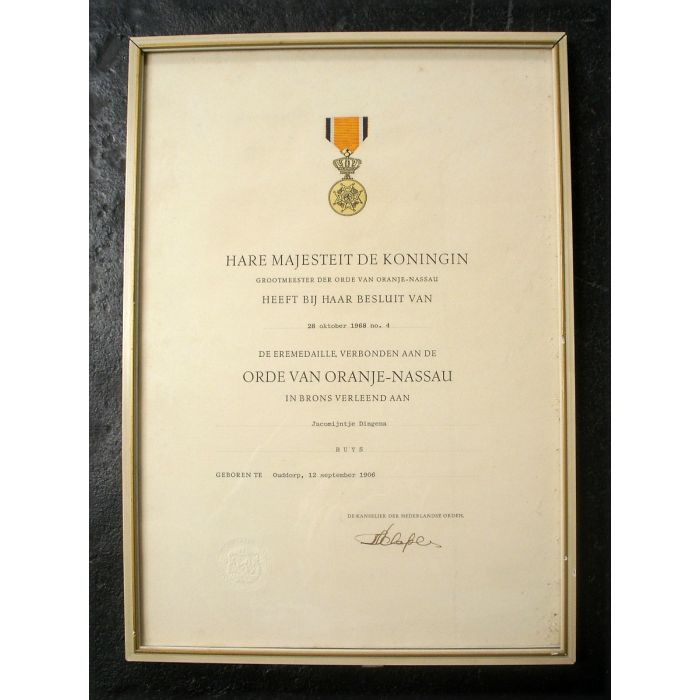 HARE MAJESTEIT DE KONINGIN
GROOTMEESTER DER ORDE VAN ORANJE-NASSAU
HEEFT BIJ HAAR BESLUIT VAN
28 oktober 1968 no. 4
DE EREMEDAILLE, VERBONDEN AAN DE
ORDE VAN ORANJE-NASSAU
IN BRONS VERLEEND AAN
Jacomijntje Dingena
HUYS
GEBOREN TE Ouddorp, 12 september 1906
DE KANSELIER DER NEDERLANDSE ORDEN,